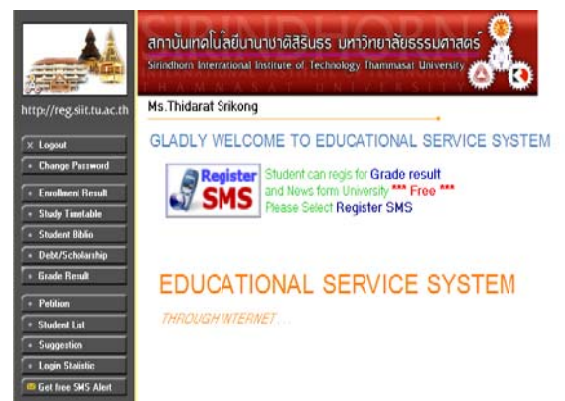 สถาบันเทคโนโลยีนานาชาติสิรินธร มหาวิทยาลัยธรรมศาสตร์
Sirindhorn International Institute of Technology Thammasat University
http://reg.siit.tu.ac.th
Logout
Change Password
Enrollment Result
Study Timetable
Student Biblio
Debt/Scholarship
Grade Result
Petition
Student List
Suggestion
Login Statistic
Get free SMS Alert
Ms.Thidarat Srikong
GLADLY WELCOME TO EDUCATIONAL SERVICE SYSTEM
Register
SMS
Student can regis for Grade result
and News form University *** Free ***
Please Select Register SMS
EDUCATIONAL SERVICE SYSTEM
THROUGH INTERNET . . .